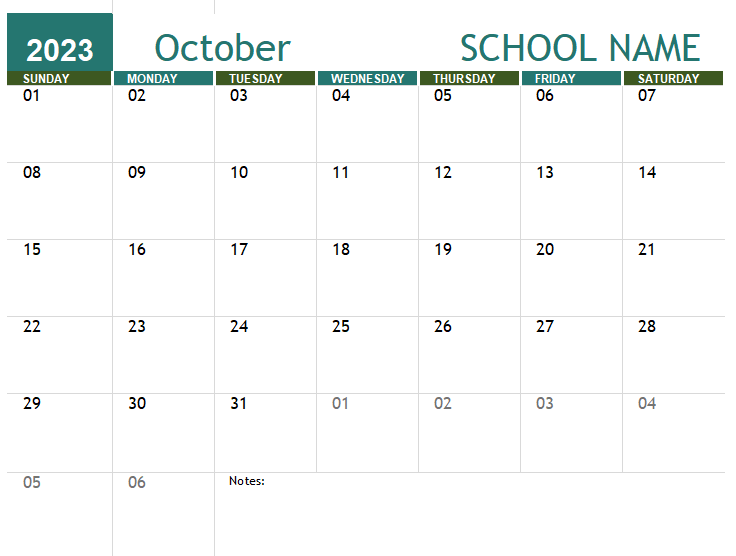 2023 October SCHOOL NAME
SUNDAY MONDAY TUESDAY WEDNESDAY THURSDAY FRIDAY SATURDAY
01 02 03 04 05 06 07
08 09 10 11 12 13 14
15 16 17 18 19 20 21
22 23 24 25 26 27 28
29 30 31 01 02 03 04
05 06 Notes: